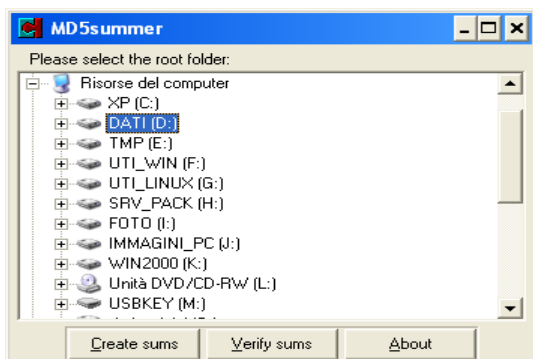 MD5summer
Please select the root folder:
Risorse del computer
XP (C:)
DATI (D:)
TMP (E:)
UTI_WIN (F:)
UTI_LINUX (G:)
SRV_PACK (H:)
FOTO (I:)
IMMAGINI_PC (J:)
WIN2000 (K:)
Unità DVD/CD-RW (L:)
USBKEY (M:)
Create sums Verify sums About